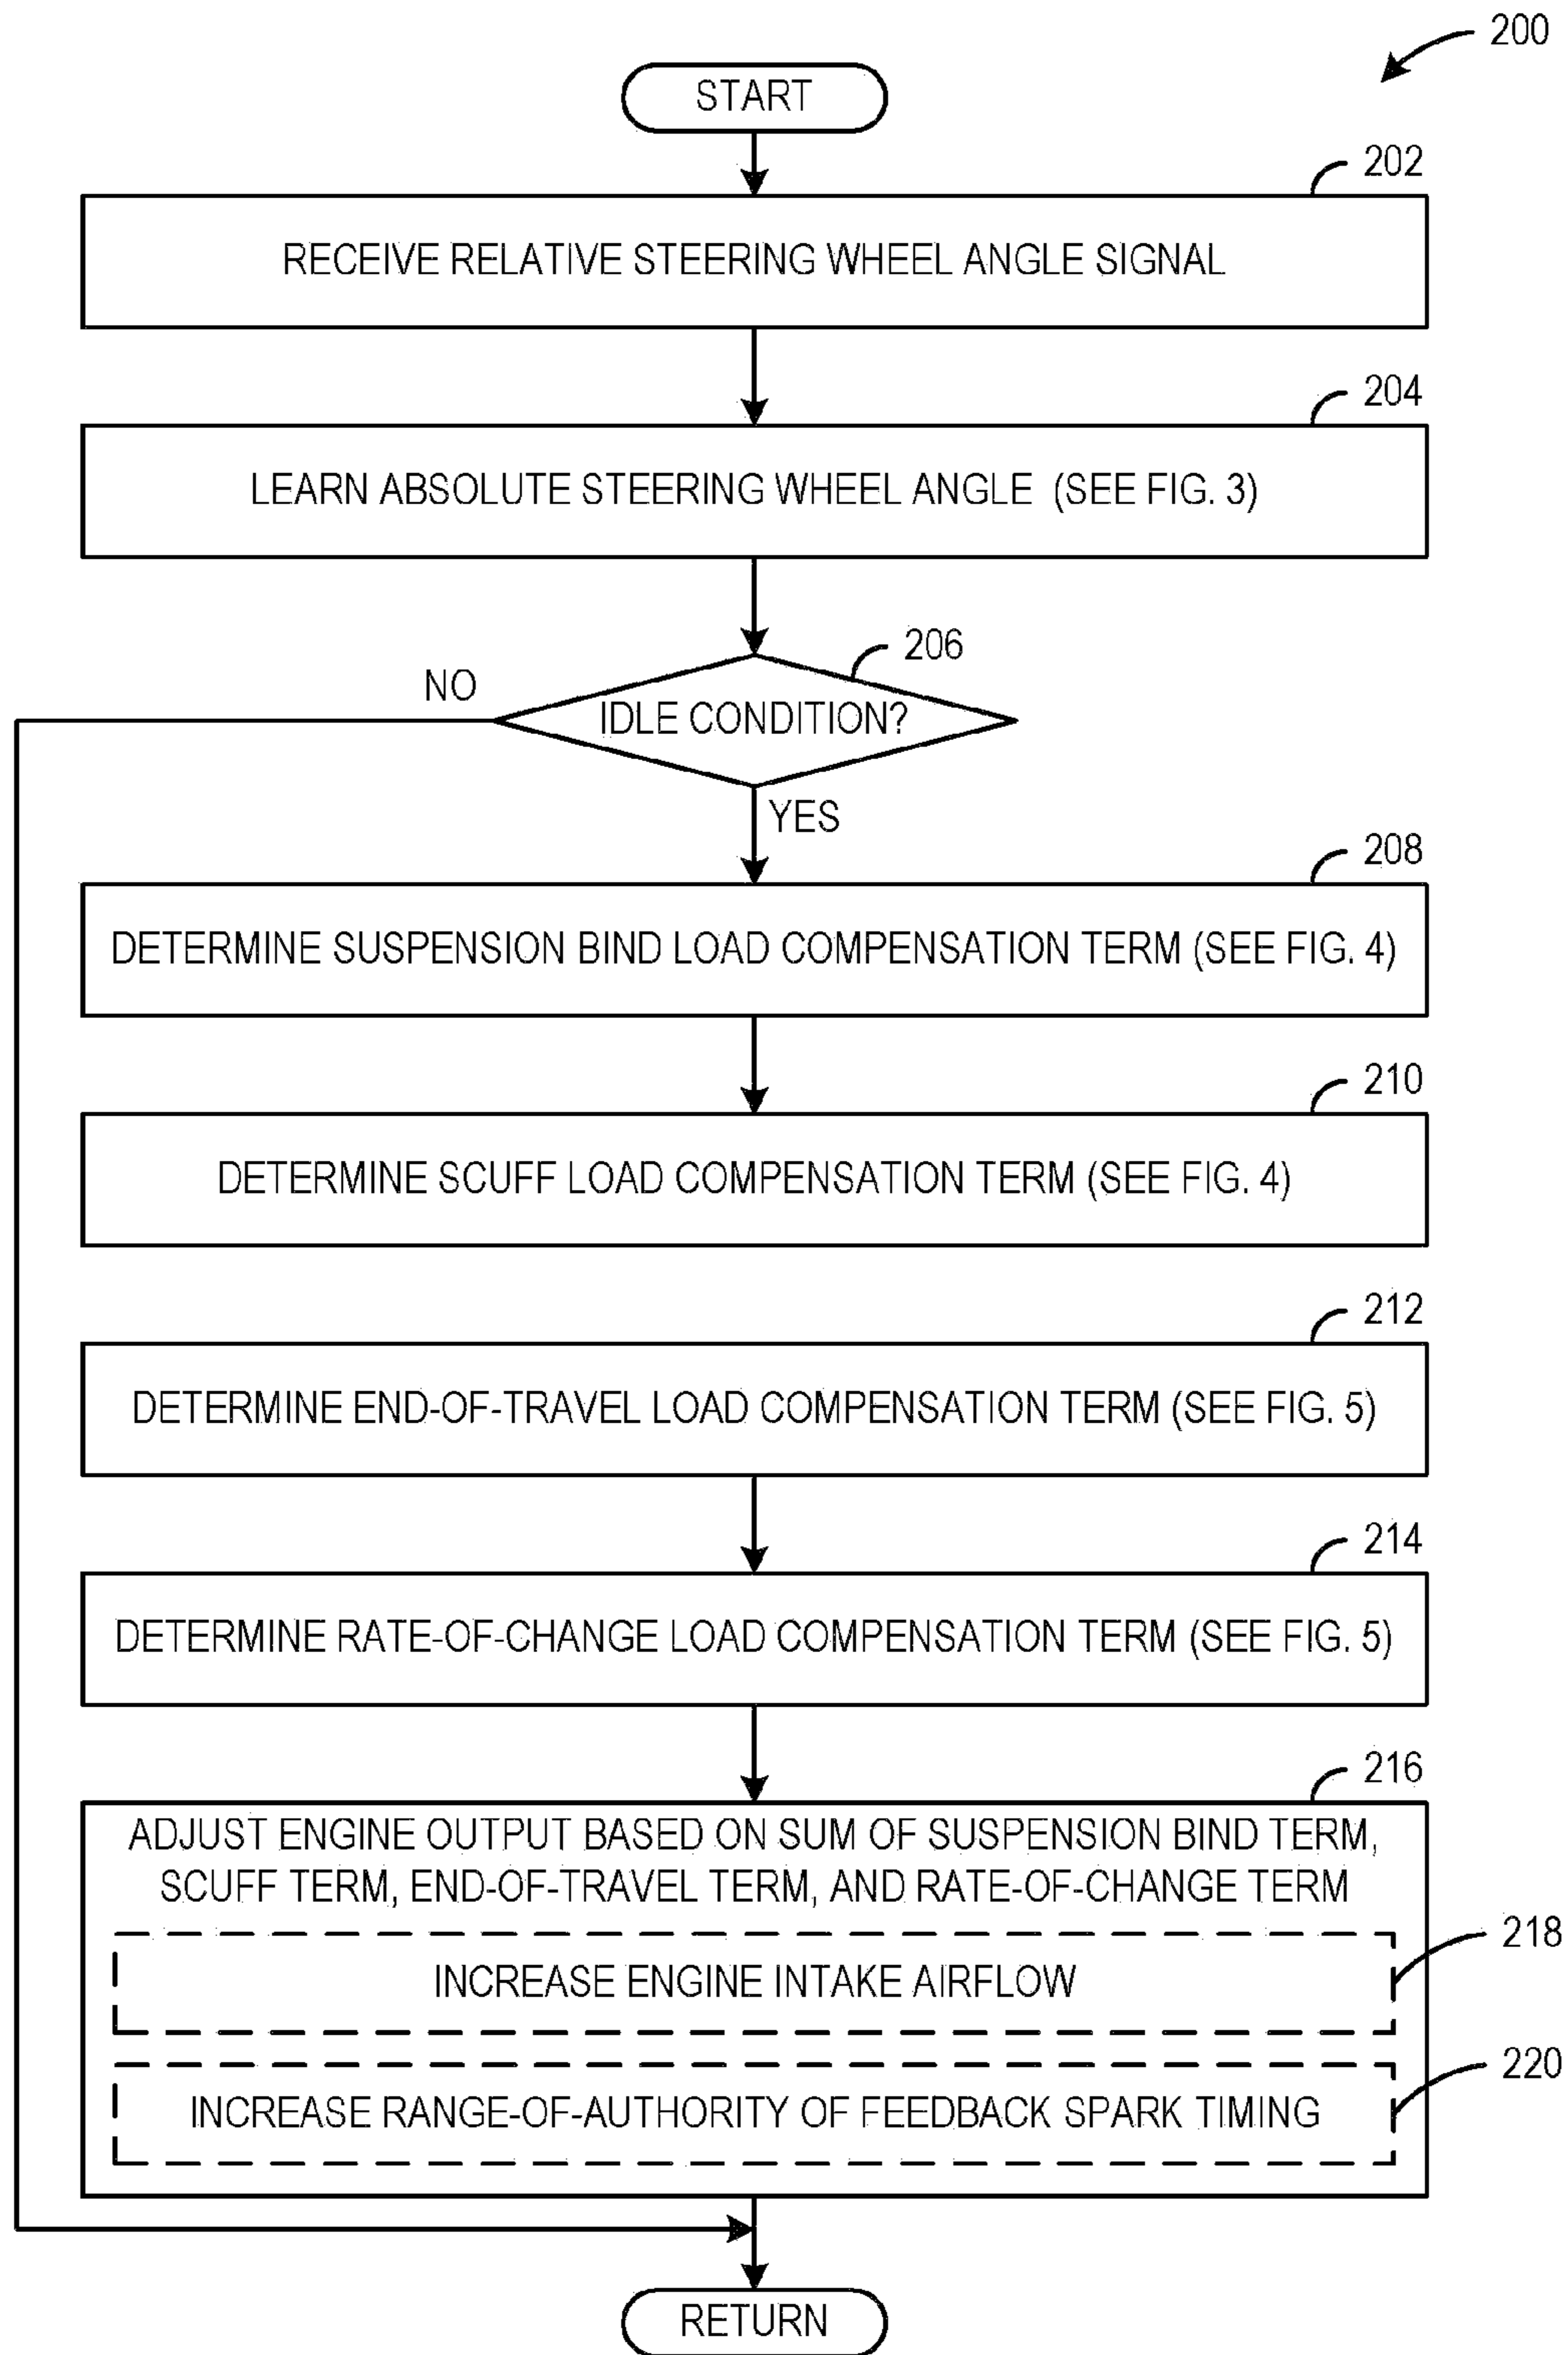 200
START
202
RECEIVE RELATIVE STEERING WHEEL ANGLE SIGNAL
204
LEARN ABSOLUTE STEERING WHEEL ANGLE (SEE FIG. 3)
206
NO
IDLE CONDITION?
YES
208
DETERMINE SUSPENSION BIND LOAD COMPENSATION TERM (SEE FIG. 4)
210
DETERMINE SCUFF LOAD COMPENSATION TERM (SEE FIG. 4)
212
DETERMINE END-OF-TRAVEL LOAD COMPENSATION TERM (SEE FIG. 5)
214
DETERMINE RATE-OF-CHANGE LOAD COMPENSATION TERM (SEE FIG. 5)
216
ADJUST ENGINE OUTPUT BASED ON SUM OF SUSPENSION BIND TERM,
SCUFF TERM, END-OF-TRAVEL TERM, AND RATE-OF-CHANGE TERM
218
INCREASE ENGINE INTAKE AIRFLOW
220
INCREASE RANGE-OF-AUTHORITY OF FEEDBACK SPARK TIMING
RETURN